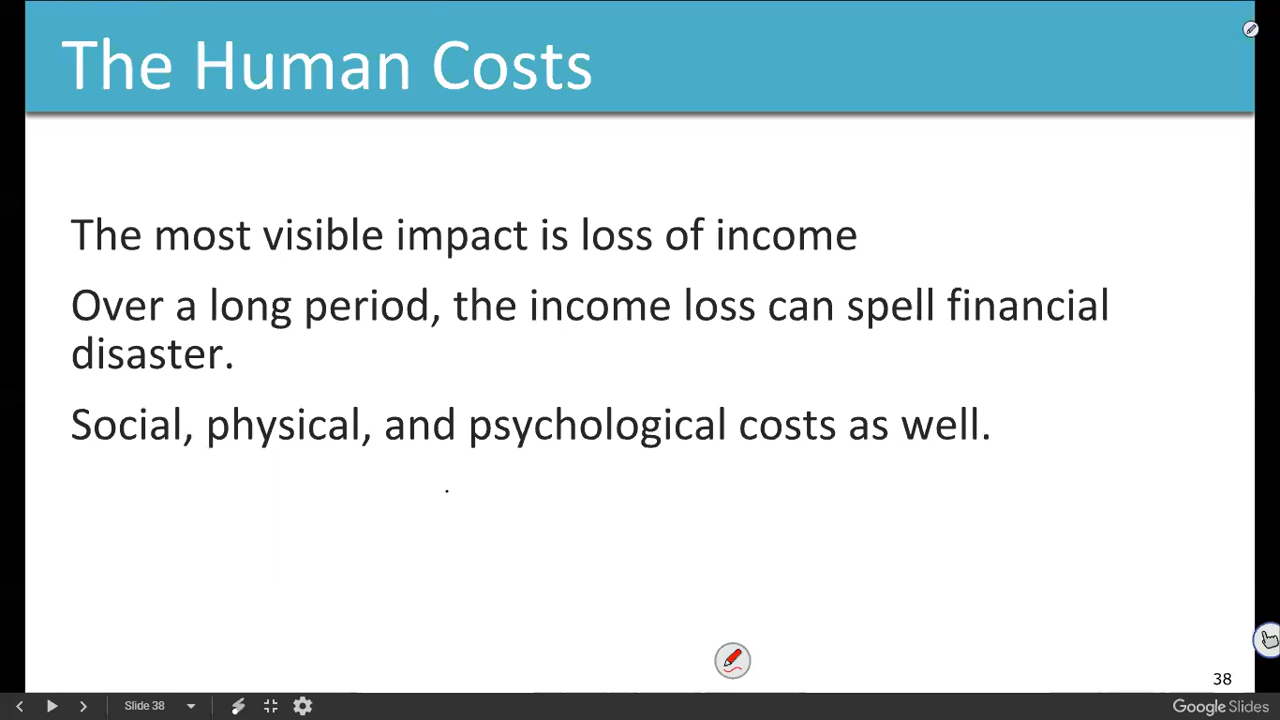 The Human Costs
The most visible impact is loss of income
Over a long period, the income loss can spell financial
disaster.
Social, physical, and psychological costs as well.
.
38
Slide 38
Google Slides